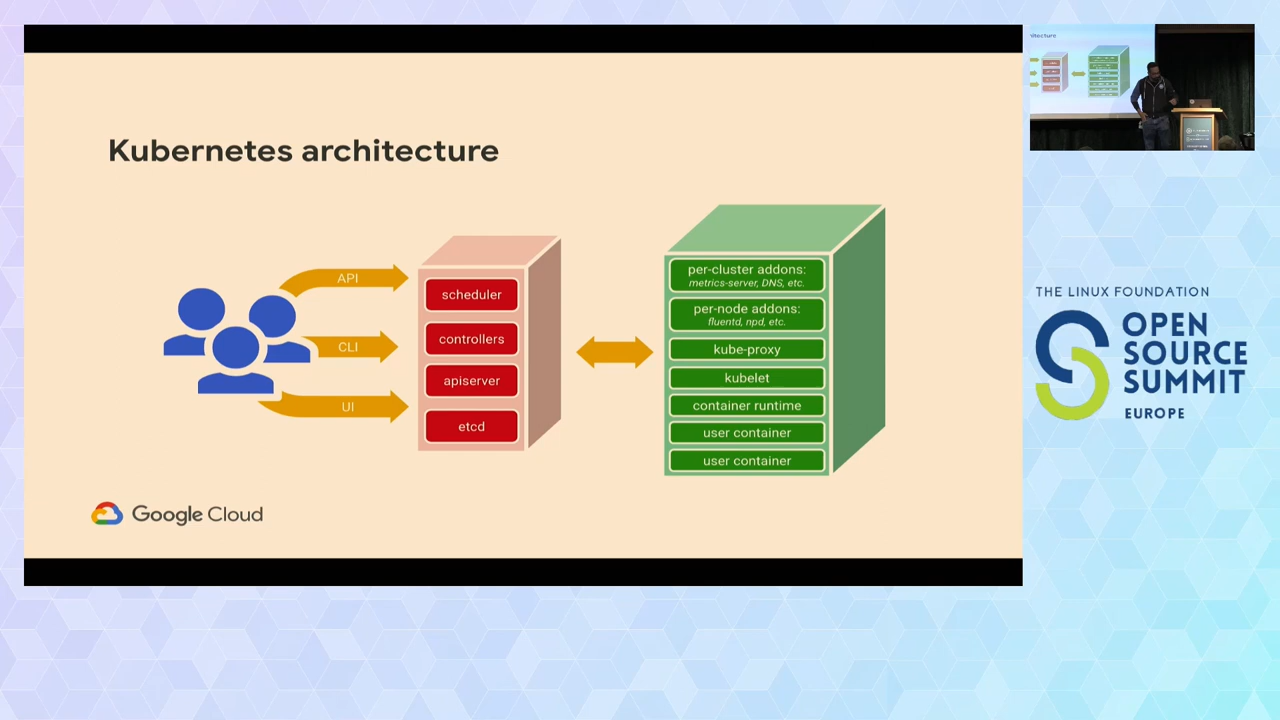 Kubernetes architecture
API
CLI
UI
scheduler
controllers
apiserver
etcd
per-cluster addons:
metrics-server, DNS, etc.
per-node addons:
fluentd, npd, etc.
kube-proxy
kubelet
container runtime
user container
user container
Google Cloud
THE LINUX FOUNDATION
OPEN
SOURCE
SUMMIT
EUROPE